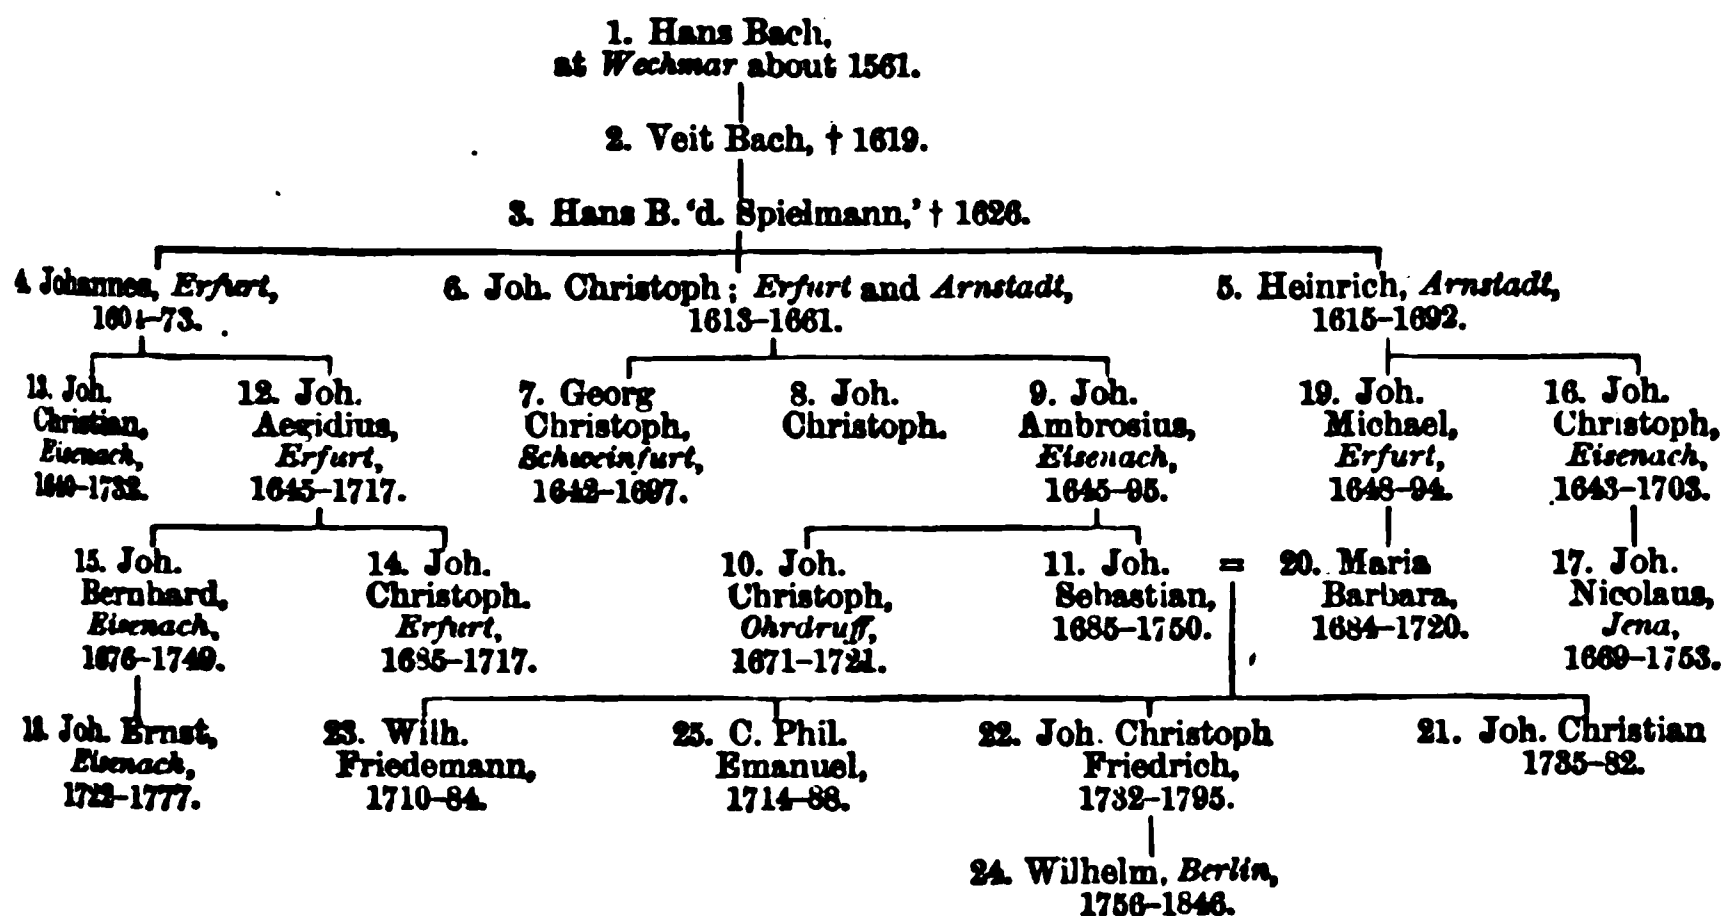 1. Hans Bach,
at Wechmar about 1561.
2. Veit Bach, † 1619.
3. Hans B. ‘d. Spielmann,’ † 1626.
4. Johannes, Erfurt,
1604–73.
6. Joh. Christoph; Erfurt and Arnstadt,
1613–1661.
5. Heinrich, Arnstadt,
1615–1692.
13. Joh.
Christian,
Eisenach,
1640–1732.
12. Joh.
Aegidius,
Erfurt,
1645–1717.
7. Georg
Christoph,
Schweinfurt,
1642–1697.
8. Joh.
Christoph.
9. Joh.
Ambrosius,
Eisenach,
1645–95.
19. Joh.
Michael,
Erfurt,
1648–94.
16. Joh.
Christoph,
Eisenach,
1643–1703.
15. Joh.
Bernhard,
Eisenach,
1676–1749.
14. Joh.
Christoph.
Erfurt,
1685–1717.
10. Joh.
Christoph,
Ohrdruff,
1671–1721.
11. Joh.
Sebastian,
1685–1750.
=
20. Maria
Barbara,
1684–1720.
17. Joh.
Nicolaus,
Jena,
1669–1753.
Joh. Ernst,
Eisenach,
1722–1777.
23. Wilh.
Friedemann,
1710–84.
25. C. Phil.
Emanuel,
1714–88.
22. Joh. Christoph
Friedrich,
1732–1795.
21. Joh. Christian
1735–82.
24. Wilhelm, Berlin,
1756–1846.